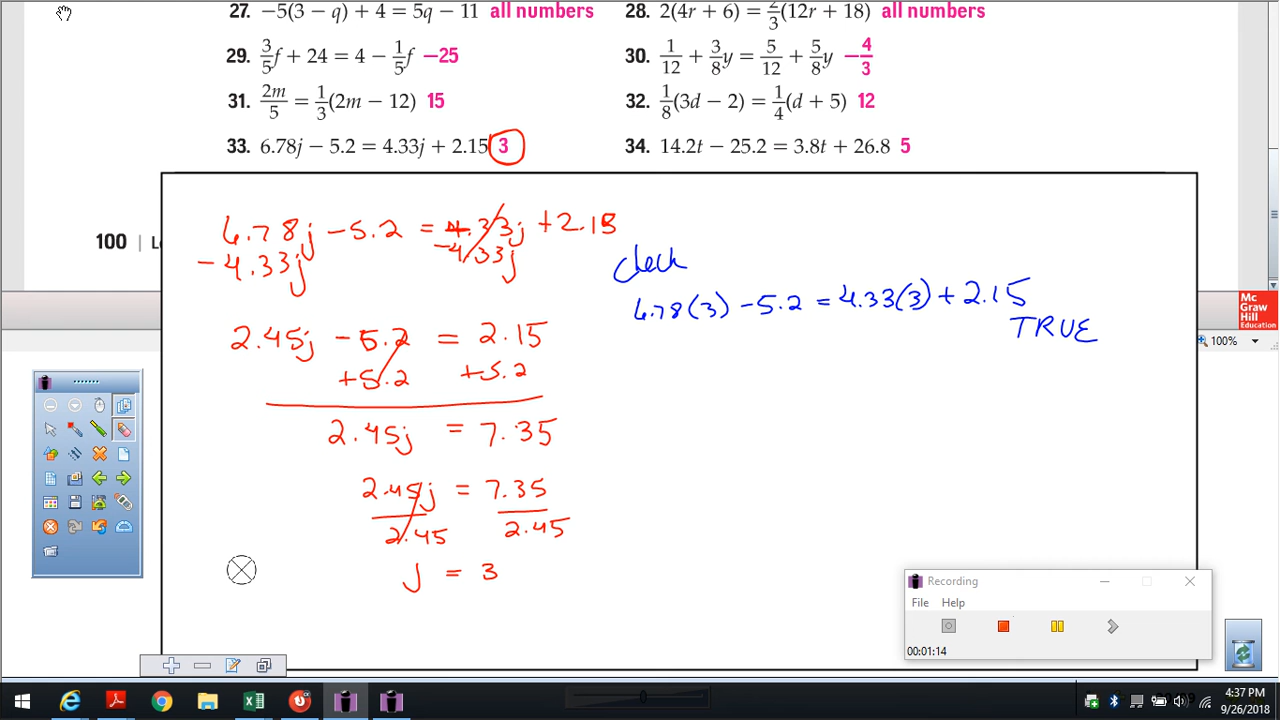 27. −5(3 − q) + 4 = 5q − 11 all numbers
28. 2(4r + 6) = 2/3(12r + 18) all numbers
29. 3/5f + 24 = 4 − 1/5f −25
30. 1/12 + 3/8y = 5/12 + 5/8y −4/3
31. 2m/5 = 1/3(2m − 12) 15
32. 1/8(3d − 2) = 1/4(d + 5) 12
33. 6.78j − 5.2 = 4.33j + 2.15 3
34. 14.2t − 25.2 = 3.8t + 26.8 5
100 | L
6.78j − 5.2 = 4.33j + 2.15
− 4.33j −4.33j
2.45j − 5.2 = 2.15
+5.2 +5.2
2.45j = 7.35
2.45j = 7.35
2.45 2.45
j = 3
check
6.78(3) − 5.2 = 4.33(3) + 2.15
TRUE
Mc
Graw
Hill
Education
100%
Recording
File Help
00:01:14
4:37 PM
9/26/2018